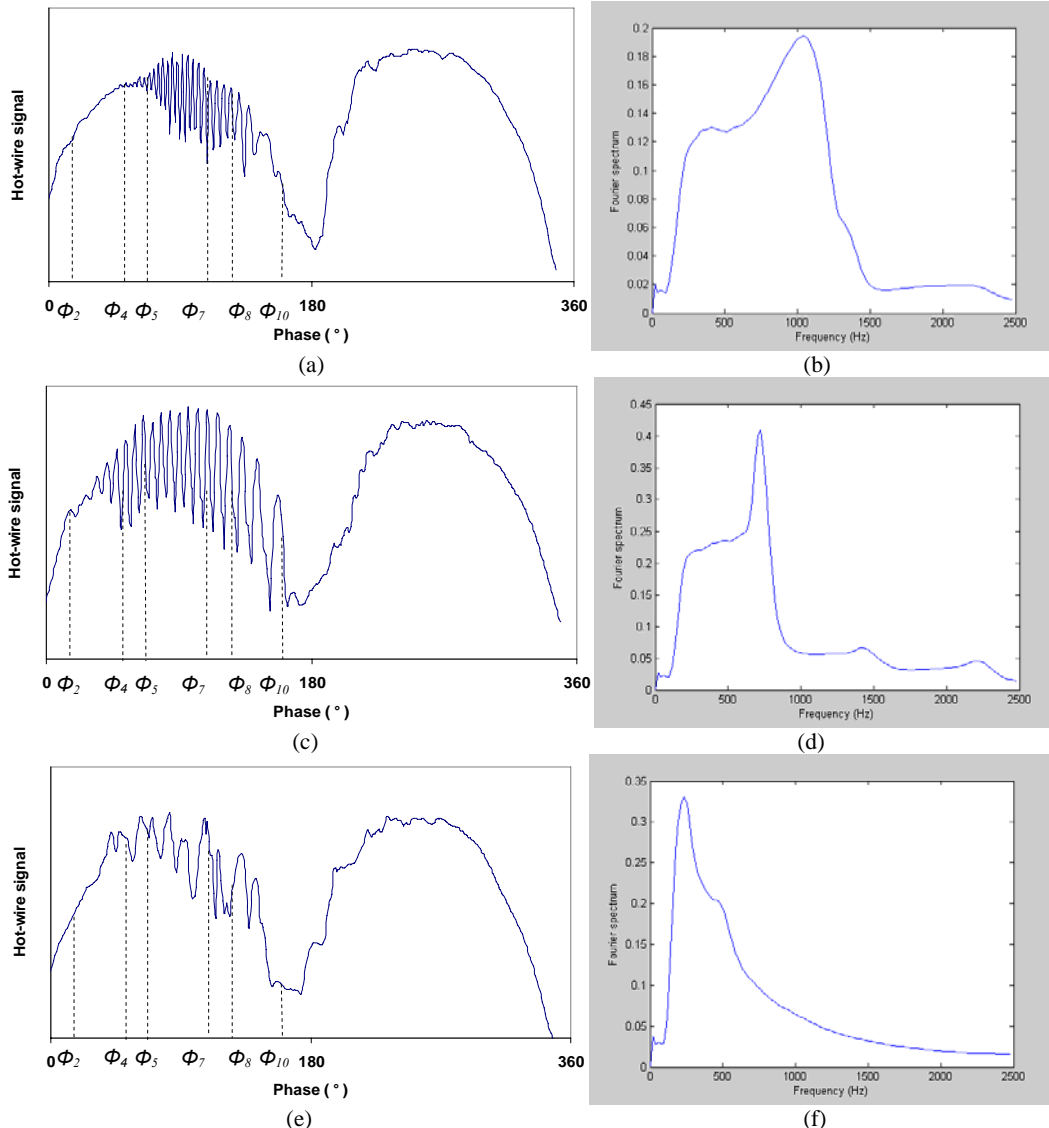 Hot-wire signal
0 Φ2 Φ4 Φ5 Φ7 Φ8 Φ10 180 360
Phase ( ° )
(a)
0.2
0.18
0.16
0.14
0.12
0.1
0.08
0.06
0.04
0.02
0
Fourier spectrum
0 500 1000 1500 2000 2500
Frequency (Hz)
(b)
Hot-wire signal
0 Φ2 Φ4 Φ5 Φ7 Φ8 Φ10 180 360
Phase ( ° )
(c)
0.45
0.4
0.35
0.3
0.25
0.2
0.15
0.1
0.05
0
Fourier spectrum
0 500 1000 1500 2000 2500
Frequency (Hz)
(d)
Hot-wire signal
0 Φ2 Φ4 Φ5 Φ7 Φ8 Φ10 180 360
Phase ( ° )
(e)
0.35
0.3
0.25
0.2
0.15
0.1
0.05
0
Fourier spectrum
0 500 1000 1500 2000 2500
Frequency (Hz)
(f)